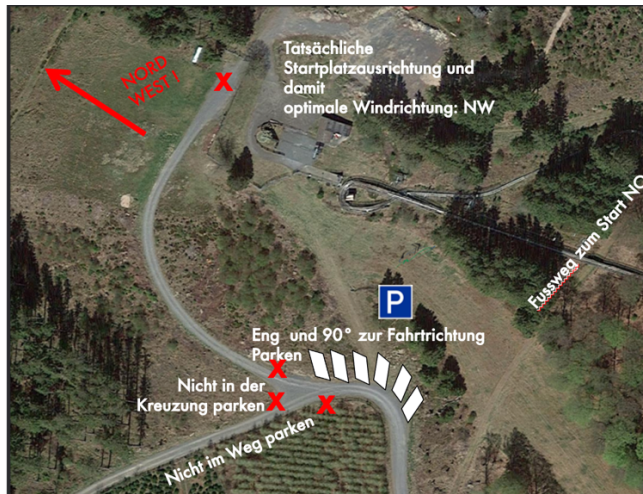 NORD
WEST !
X
Tatsächliche
Startplatzausrichtung und
damit
optimale Windrichtung: NW
Fussweg zum Start NO
P
Eng und 90° zur Fahrtrichtung
Parken
X
Nicht in der
Kreuzung parken
X
X
Nicht im Weg parken